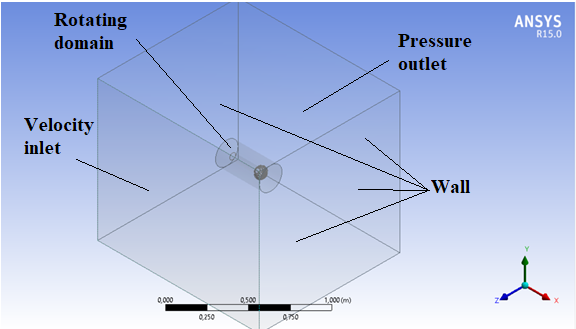 Rotating
domain
ANSYS
R15.0
Pressure
outlet
Velocity
inlet
Wall
0,000
0,500
1,000 (m)
0,250
0,750
Y
Z
X